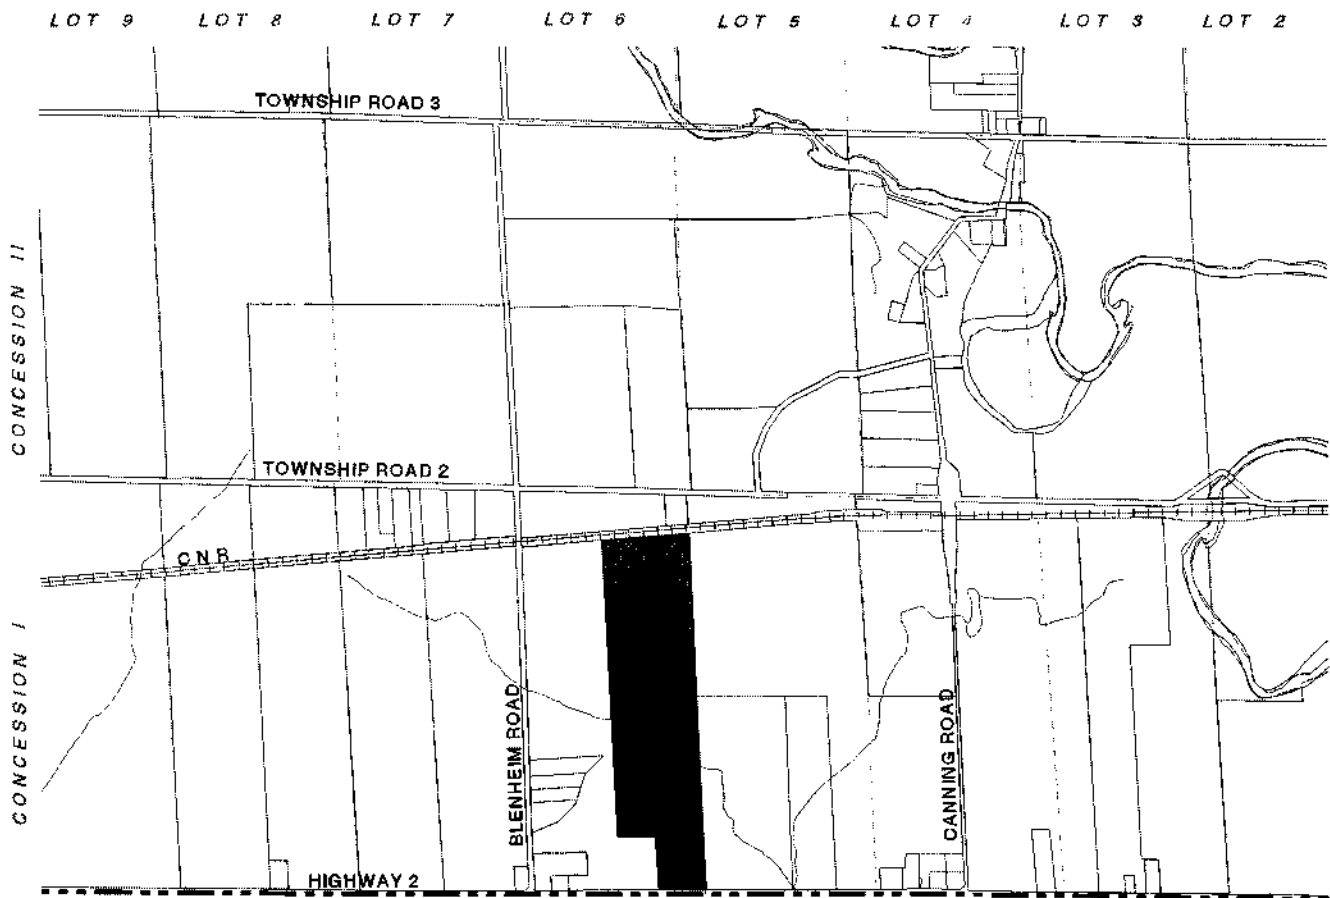 LOT 9 LOT 8 LOT 7 LOT 6 LOT 5 LOT 4 LOT 3 LOT 2
TOWNSHIP ROAD 3
CONCESSION II
TOWNSHIP ROAD 2
C N R
CONCESSION I
BLENHEIM ROAD
CANNING ROAD
HIGHWAY 2